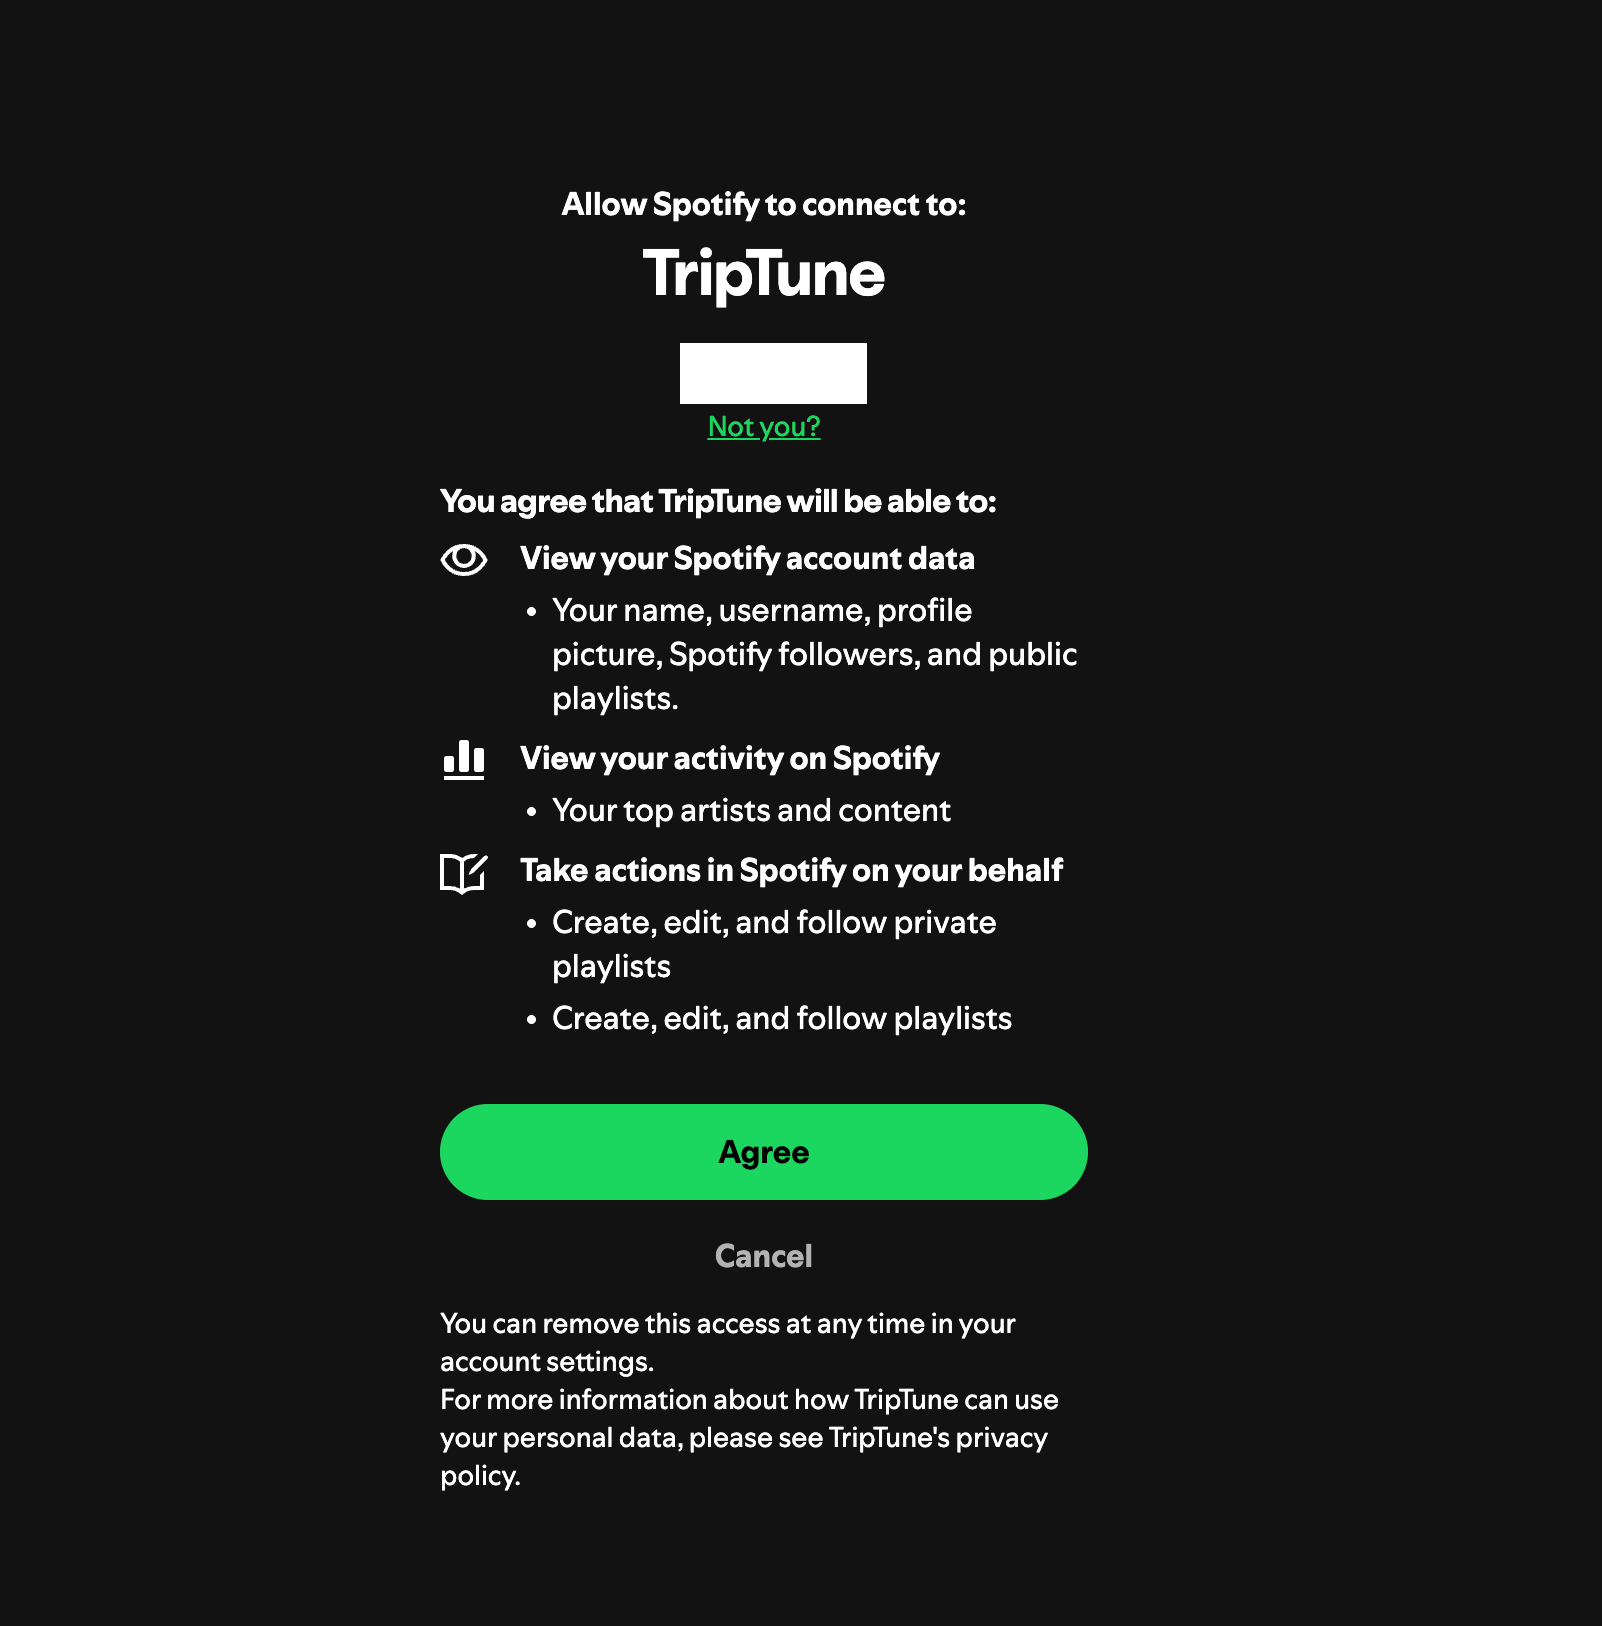 Allow Spotify to connect to:
TripTune
Not you?
You agree that TripTune will be able to:
View your Spotify account data
• Your name, username, profile
picture, Spotify followers, and public
playlists.
View your activity on Spotify
• Your top artists and content
Take actions in Spotify on your behalf
• Create, edit, and follow private
playlists
• Create, edit, and follow playlists
Agree
Cancel
You can remove this access at any time in your
account settings.
For more information about how TripTune can use
your personal data, please see TripTune's privacy
policy.